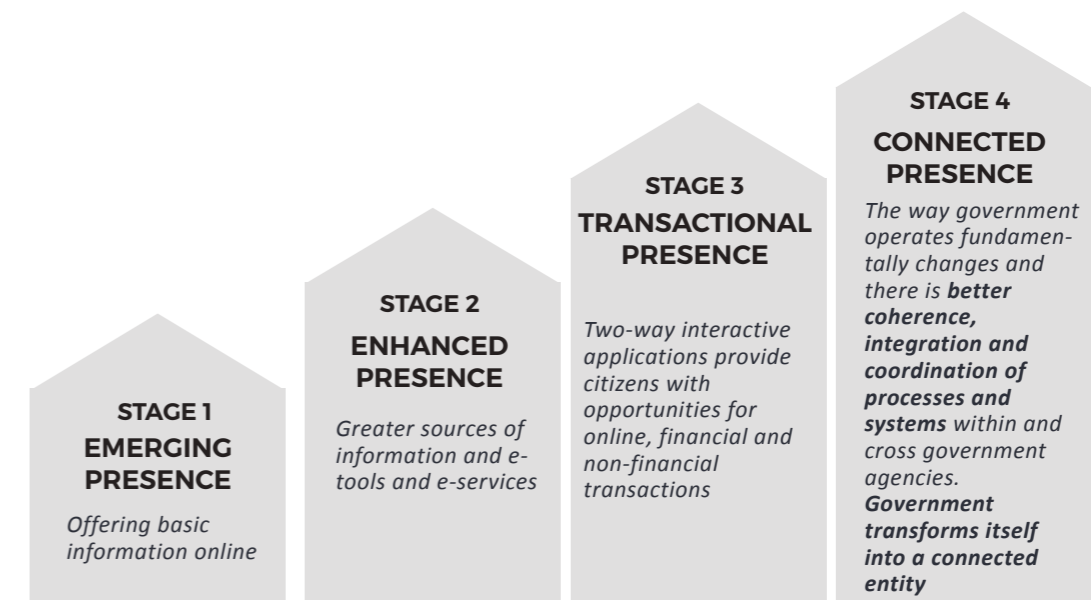 STAGE 1
EMERGING
PRESENCE
Offering basic
information online
STAGE 2
ENHANCED
PRESENCE
Greater sources of
information and e-
tools and e-services
STAGE 3
TRANSACTIONAL
PRESENCE
Two-way interactive
applications provide
citizens with
opportunities for
online, financial and
non-financial
transactions
STAGE 4
CONNECTED
PRESENCE
The way government
operates fundamen-
tally changes and
there is better
coherence,
integration and
coordination of
processes and
systems within and
cross government
agencies.
Government
transforms itself
into a connected
entity